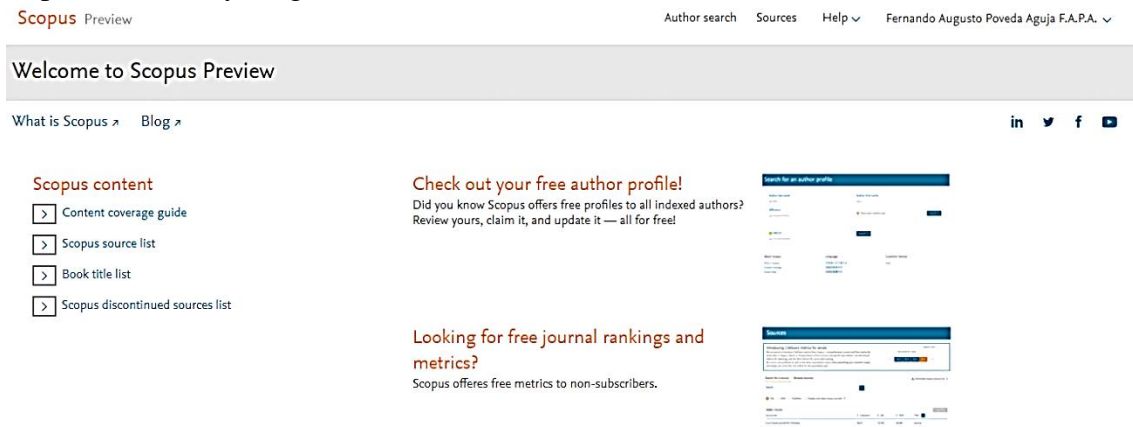 Scopus Preview
Author search Sources Help Fernando Augusto Poveda Aguja F.A.P.A.
Welcome to Scopus Preview
What is Scopus Blog
in
Scopus content
Content coverage guide
Scopus source list
Book title list
Scopus discontinued sources list
Check out your free author profile!
Did you know Scopus offers free profiles to all indexed authors?
Review yours, claim it, and update it — all for free!
Search for an author profile
Looking for free journal rankings and
metrics?
Scopus offeres free metrics to non-subscribers.
Sources